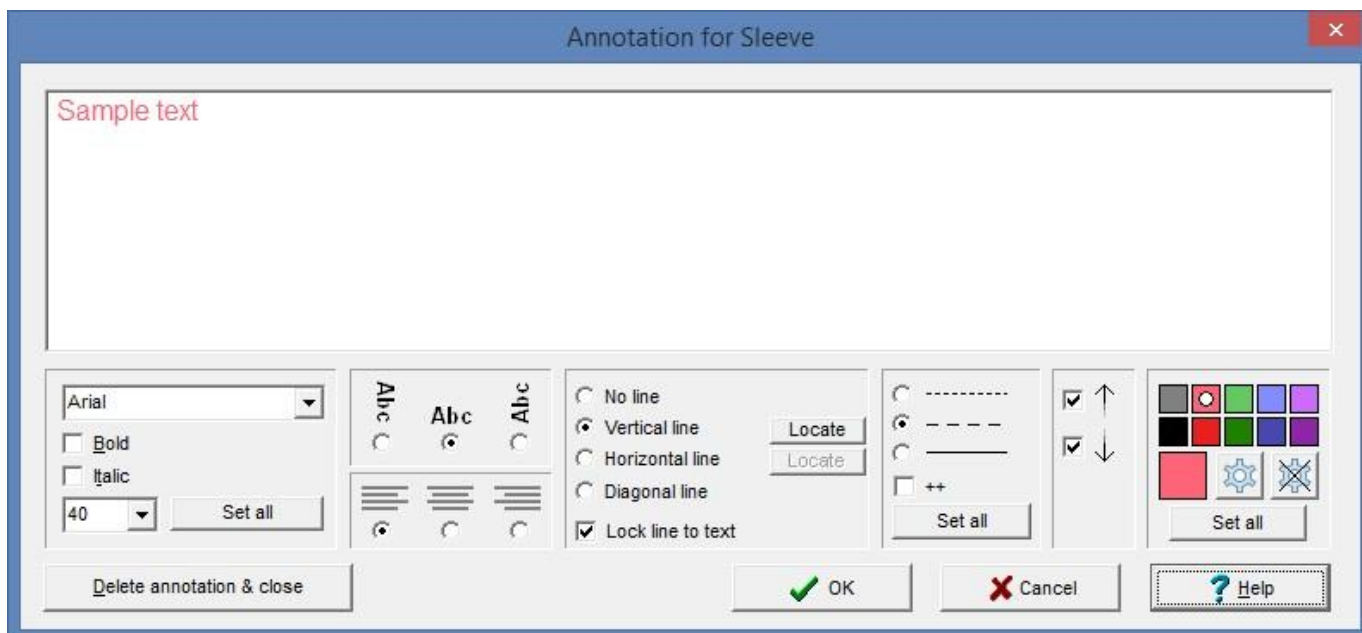 Annotation for Sleeve
Sample text
Arial
Bold
Italic
40
Set all
Abc
Abc
Abc
No line
Vertical line
Locate
Horizontal line
Locate
Diagonal line
Lock line to text
++
Set all
Set all
Delete annotation & close
OK
Cancel
Help